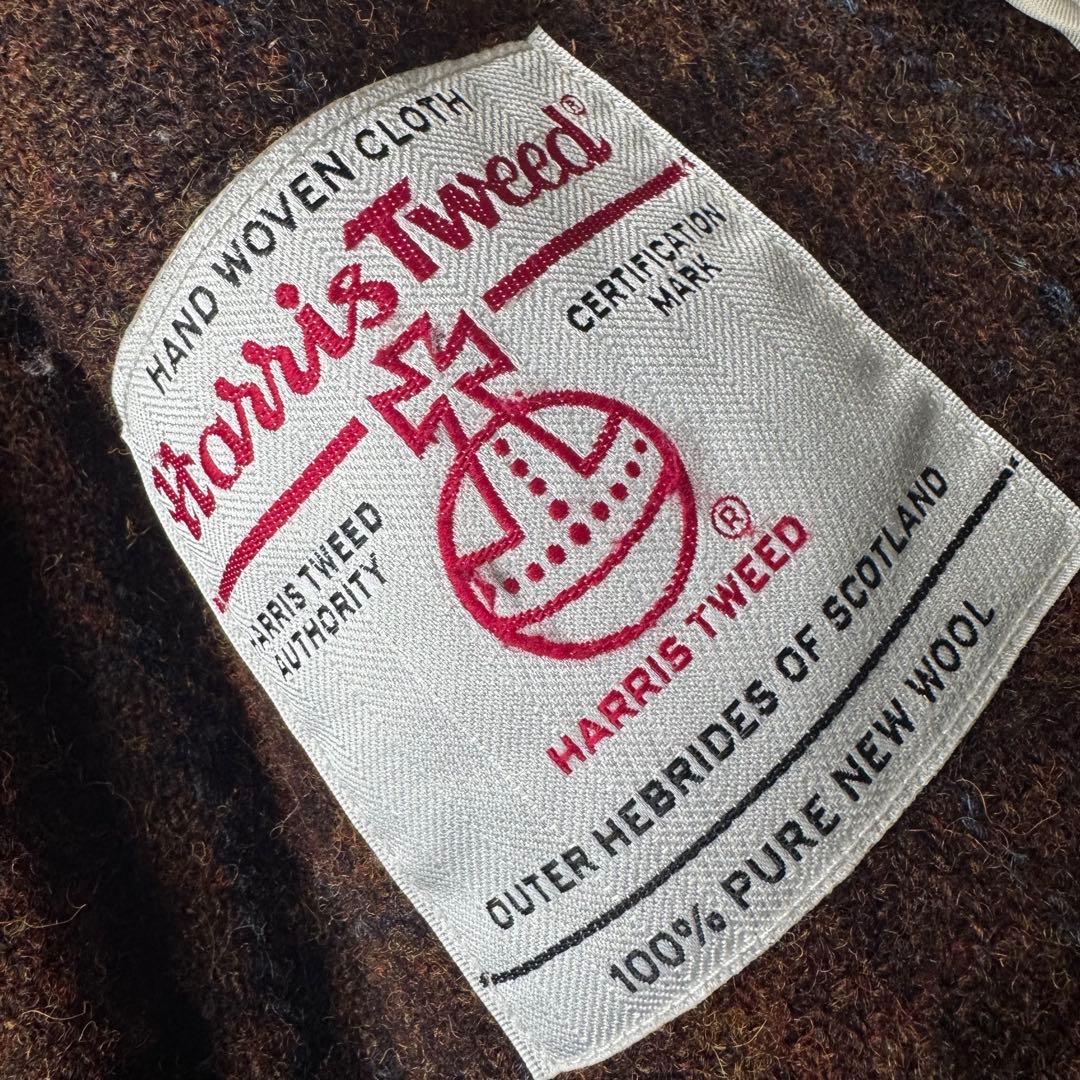 HAND WOVEN CLOTH
Harris Tweed®
HARRIS TWEED
AUTHORITY
CERTIFICATION
MARK
®
HARRIS TWEED
OUTER HEBRIDES OF SCOTLAND
100% PURE NEW WOOL